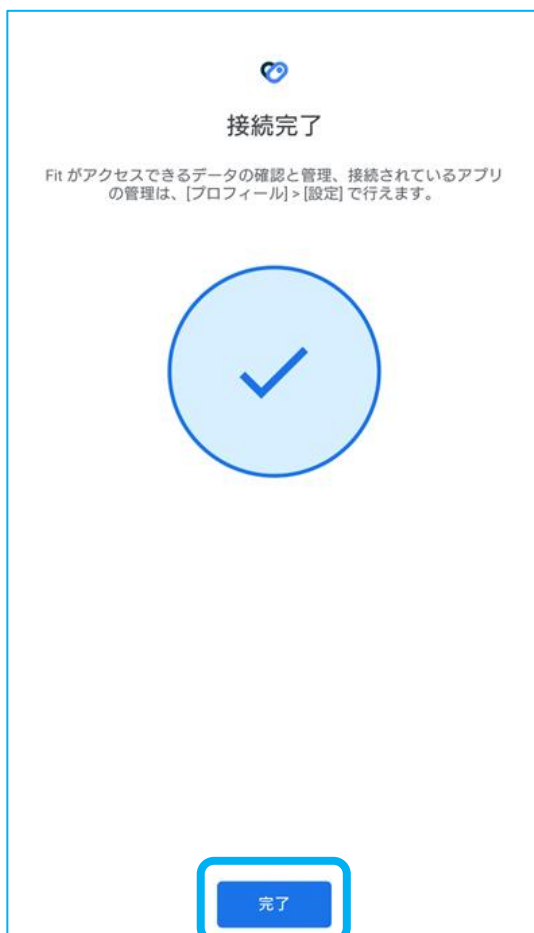 接続完了
Fit がアクセスできるデータの確認と管理、接続されているアプリ
の管理は、[プロフィール] > [設定] で行えます。
完了